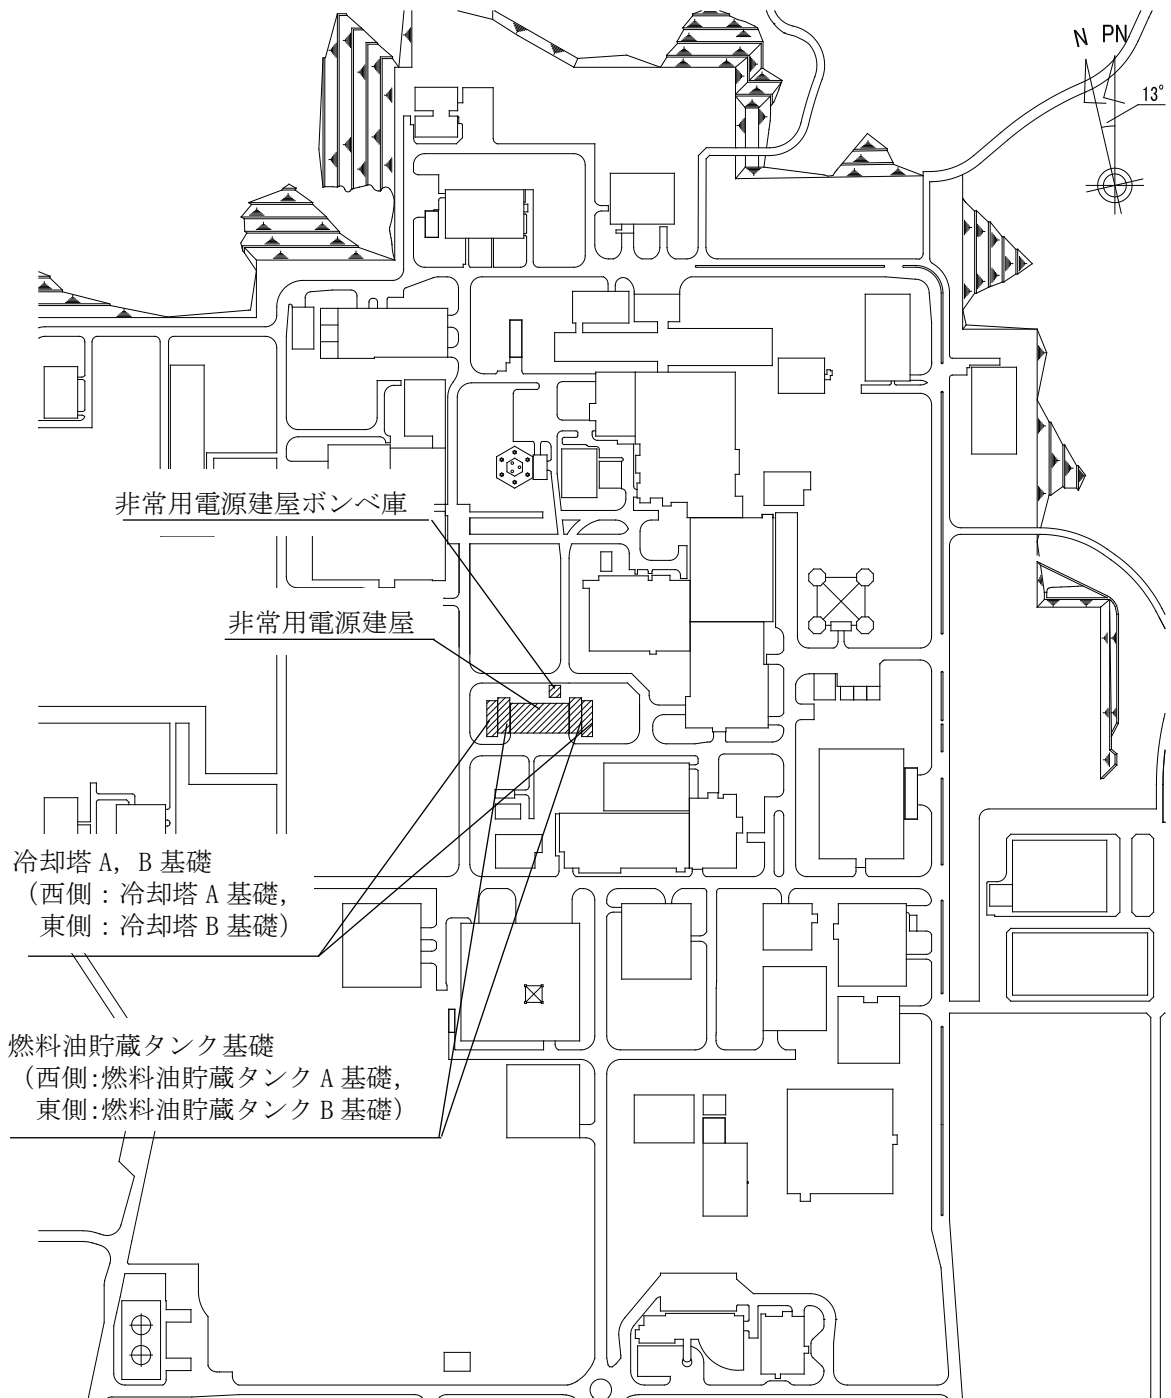 N PN
13°
非常用電源建屋ボンベ庫
非常用電源建屋
冷却塔 A, B 基礎
(西側：冷却塔 A 基礎,
東側：冷却塔 B 基礎)
燃料油貯蔵タンク基礎
(西側:燃料油貯蔵タンク A 基礎,
東側:燃料油貯蔵タンク B 基礎)